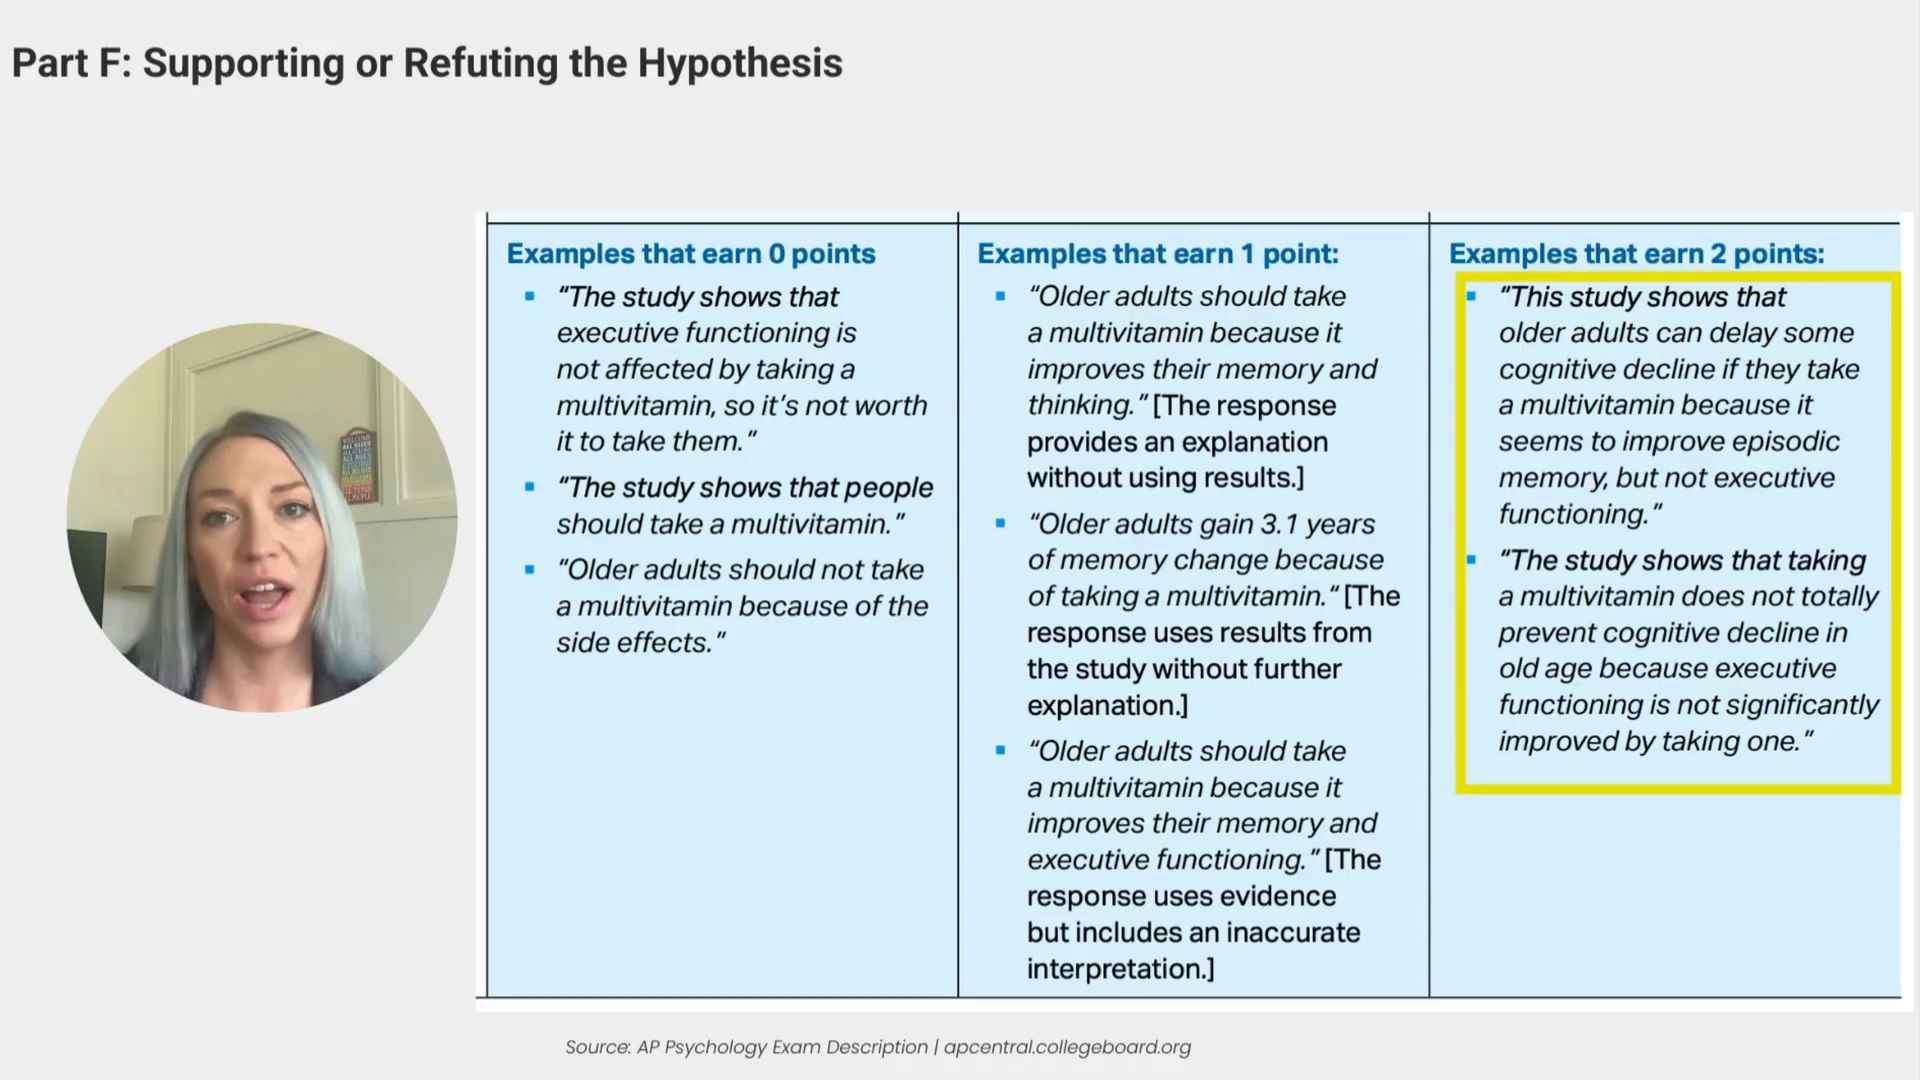 Part F: Supporting or Refuting the Hypothesis
Examples that earn 0 points
▪ “The study shows that
executive functioning is
not affected by taking a
multivitamin, so it’s not worth
it to take them.”
▪ “The study shows that people
should take a multivitamin.”
▪ “Older adults should not take
a multivitamin because of the
side effects.”
Examples that earn 1 point:
▪ “Older adults should take
a multivitamin because it
improves their memory and
thinking.” [The response
provides an explanation
without using results.]
▪ “Older adults gain 3.1 years
of memory change because
of taking a multivitamin.“ [The
response uses results from
the study without further
explanation.]
▪ “Older adults should take
a multivitamin because it
improves their memory and
executive functioning.” [The
response uses evidence
but includes an inaccurate
interpretation.]
Examples that earn 2 points:
▪ “This study shows that
older adults can delay some
cognitive decline if they take
a multivitamin because it
seems to improve episodic
memory, but not executive
functioning.”
▪ “The study shows that taking
a multivitamin does not totally
prevent cognitive decline in
old age because executive
functioning is not significantly
improved by taking one.”
Source: AP Psychology Exam Description | apcentral.collegeboard.org